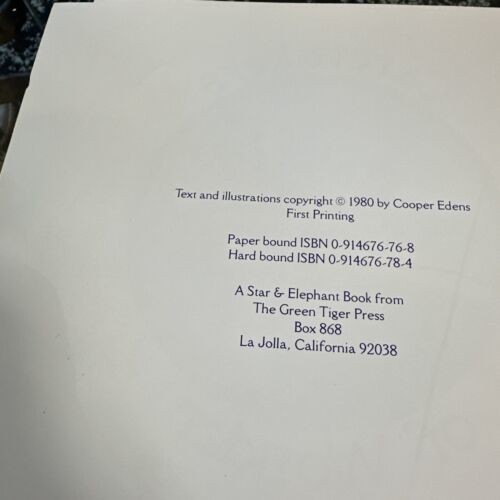 Text and illustrations copyright © 1980 by Cooper Edens
First Printing
Paper bound ISBN 0-914676-76-8
Hard bound ISBN 0-914676-78-4
A Star & Elephant Book from
The Green Tiger Press
Box 868
La Jolla, California 92038